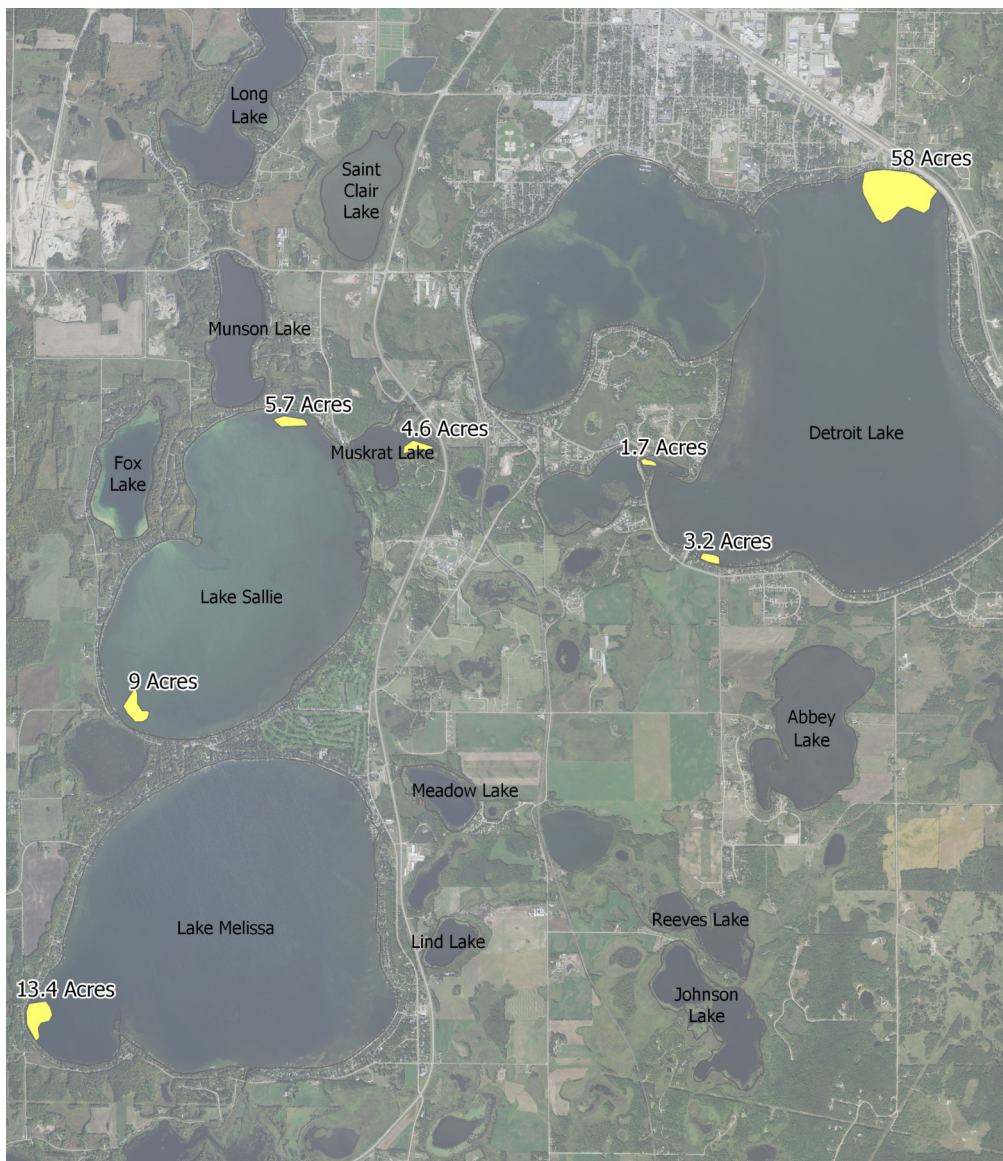 Long
Lake
58 Acres
Saint
Clair
Lake
Munson Lake
5.7 Acres
4.6 Acres
Muskrat Lake
1.7 Acres
Detroit Lake
Fox
Lake
3.2 Acres
Lake Sallie
9 Acres
Abbey
Lake
Meadow Lake
Reeves Lake
Lake Melissa
Lind Lake
13.4 Acres
Johnson
Lake